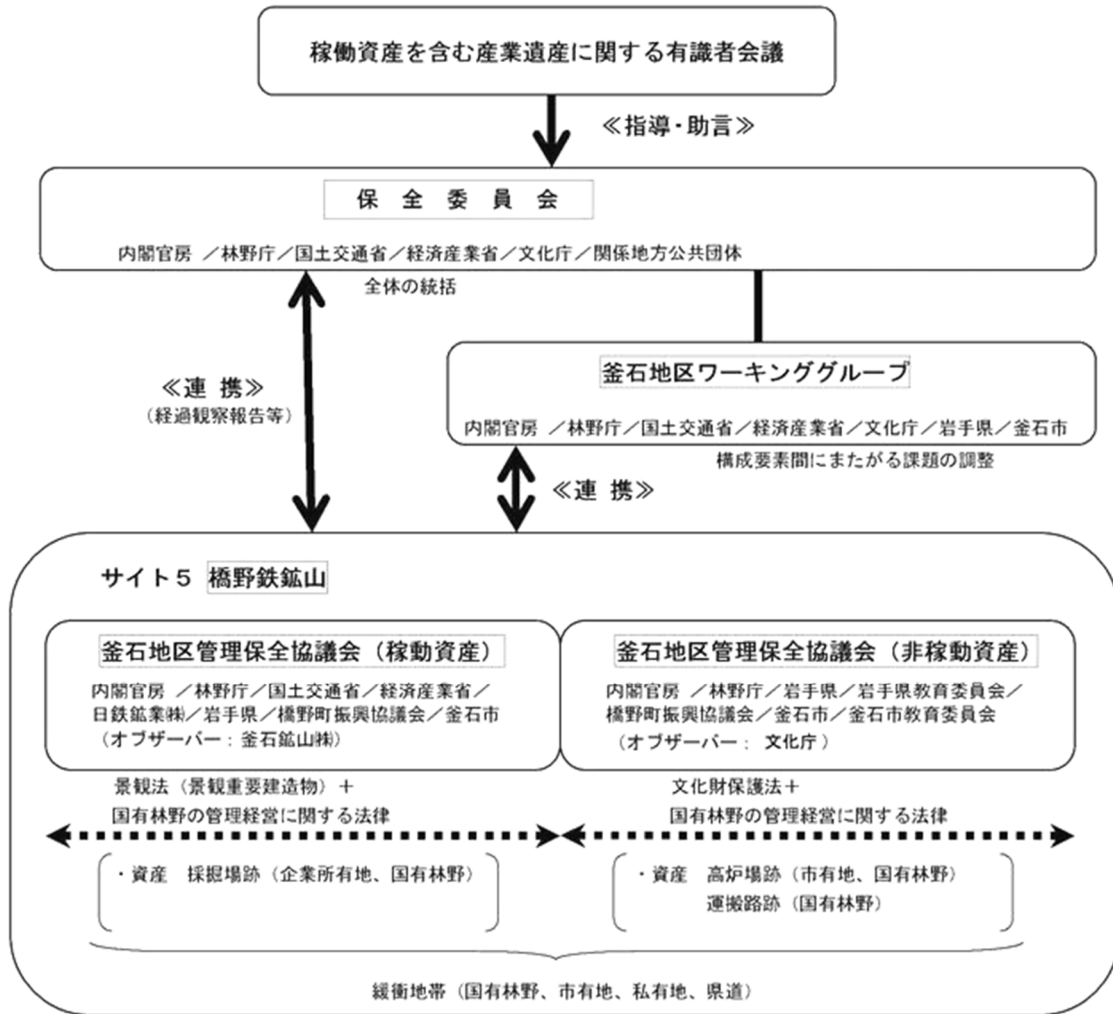 稼働資産を含む産業遺産に関する有識者会議
≪指導・助言≫
保 全 委 員 会
内閣官房 ／林野庁／国土交通省／経済産業省／文化庁／関係地方公共団体
全体の統括
≪連 携≫
(経過観察報告等)
釜石地区ワーキンググループ
内閣官房 ／林野庁／国土交通省／経済産業省／文化庁／岩手県／釜石市
構成要素間にまたがる課題の調整
≪連 携≫
サイト５ 橋野鉄鉱山
釜石地区管理保全協議会（稼動資産）
内閣官房 ／林野庁／国土交通省／経済産業省／
日鉄鉱業㈱／岩手県／橋野町振興協議会／釜石市
（オブザーバー：釜石鉱山㈱）
景観法（景観重要建造物）＋
国有林野の管理経営に関する法律
・資産 採掘場跡（企業所有地、国有林野）
釜石地区管理保全協議会（非稼動資産）
内閣官房 ／林野庁／岩手県／岩手県教育委員会／
橋野町振興協議会／釜石市／釜石市教育委員会
（オブザーバー： 文化庁）
文化財保護法＋
国有林野の管理経営に関する法律
・資産 高炉場跡（市有地、国有林野）
運搬路跡（国有林野）
緩衝地帯（国有林野、市有地、私有地、県道）